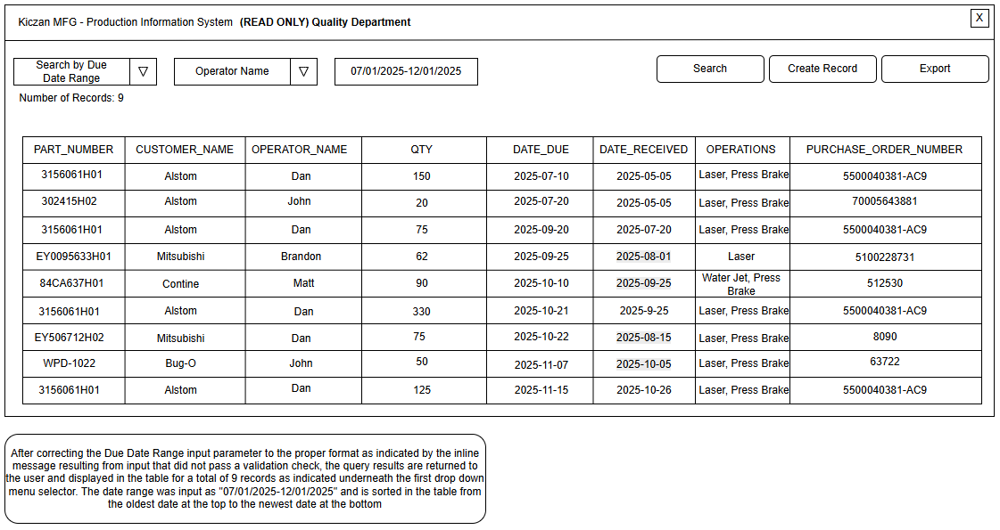 Kiczan MFG - Production Information System (READ ONLY) Quality Department
X
Search by Due
Date Range
▽
Operator Name
▽
07/01/2025-12/01/2025
Search
Create Record
Export
Number of Records: 9
PART_NUMBER CUSTOMER_NAME OPERATOR_NAME QTY DATE_DUE DATE_RECEIVED OPERATIONS PURCHASE_ORDER_NUMBER
3156061H01 Alstom Dan 150 2025-07-10 2025-05-05 Laser, Press Brake 5500040381-AC9
302415H02 Alstom John 20 2025-07-20 2025-05-05 Laser, Press Brake 70005643881
3156061H01 Alstom Dan 75 2025-09-20 2025-07-20 Laser, Press Brake 5500040381-AC9
EY0095633H01 Mitsubishi Brandon 62 2025-09-25 2025-08-01 Laser 5100228731
84CA637H01 Contine Matt 90 2025-10-10 2025-09-25 Water Jet, Press Brake 512530
3156061H01 Alstom Dan 330 2025-10-21 2025-9-25 Laser, Press Brake 5500040381-AC9
EY506712H02 Mitsubishi Dan 75 2025-10-22 2025-08-15 Laser, Press Brake 8090
WPD-1022 Bug-O John 50 2025-11-07 2025-10-05 Laser, Press Brake 63722
3156061H01 Alstom Dan 125 2025-11-15 2025-10-26 Laser, Press Brake 5500040381-AC9
After correcting the Due Date Range input parameter to the proper format as indicated by the inline
message resulting from input that did not pass a validation check, the query results are returned to
the user and displayed in the table for a total of 9 records as indicated underneath the first drop down
menu selector. The date range was input as "07/01/2025-12/01/2025" and is sorted in the table from
the oldest date at the top to the newest date at the bottom